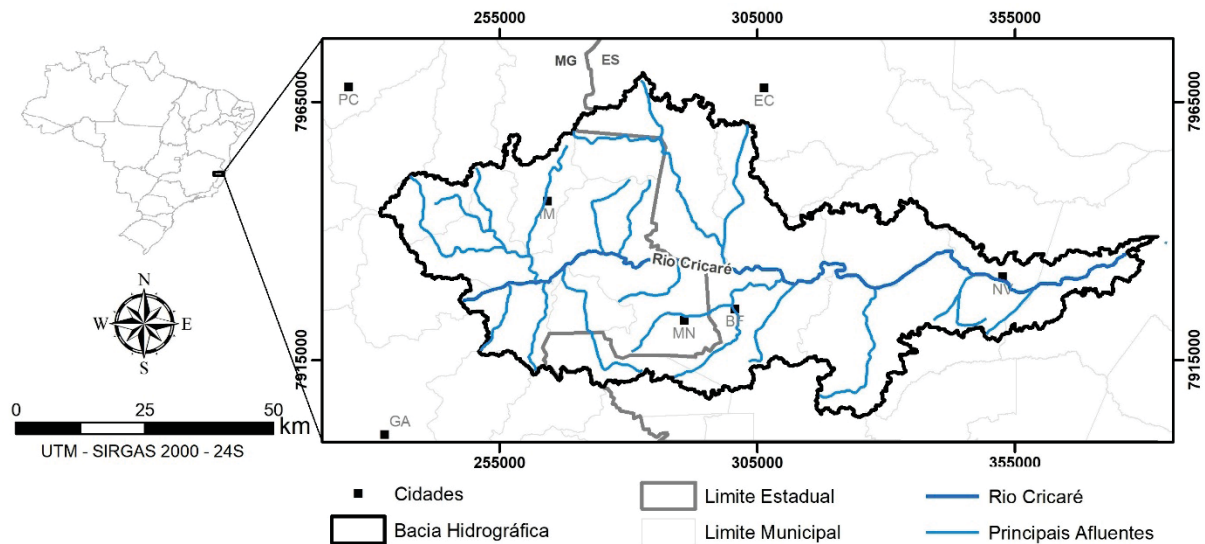 255000 305000 355000
MG ES
PC
EC
7965000 7965000
IM
Rio Cricaré
NV
BF
MN
7915000 7915000
GA
N
W E
S
0 25 50
km
UTM - SIRGAS 2000 - 24S
255000 305000 355000
Cidades
Limite Estadual
Rio Cricaré
Bacia Hidrográfica
Limite Municipal
Principais Afluentes